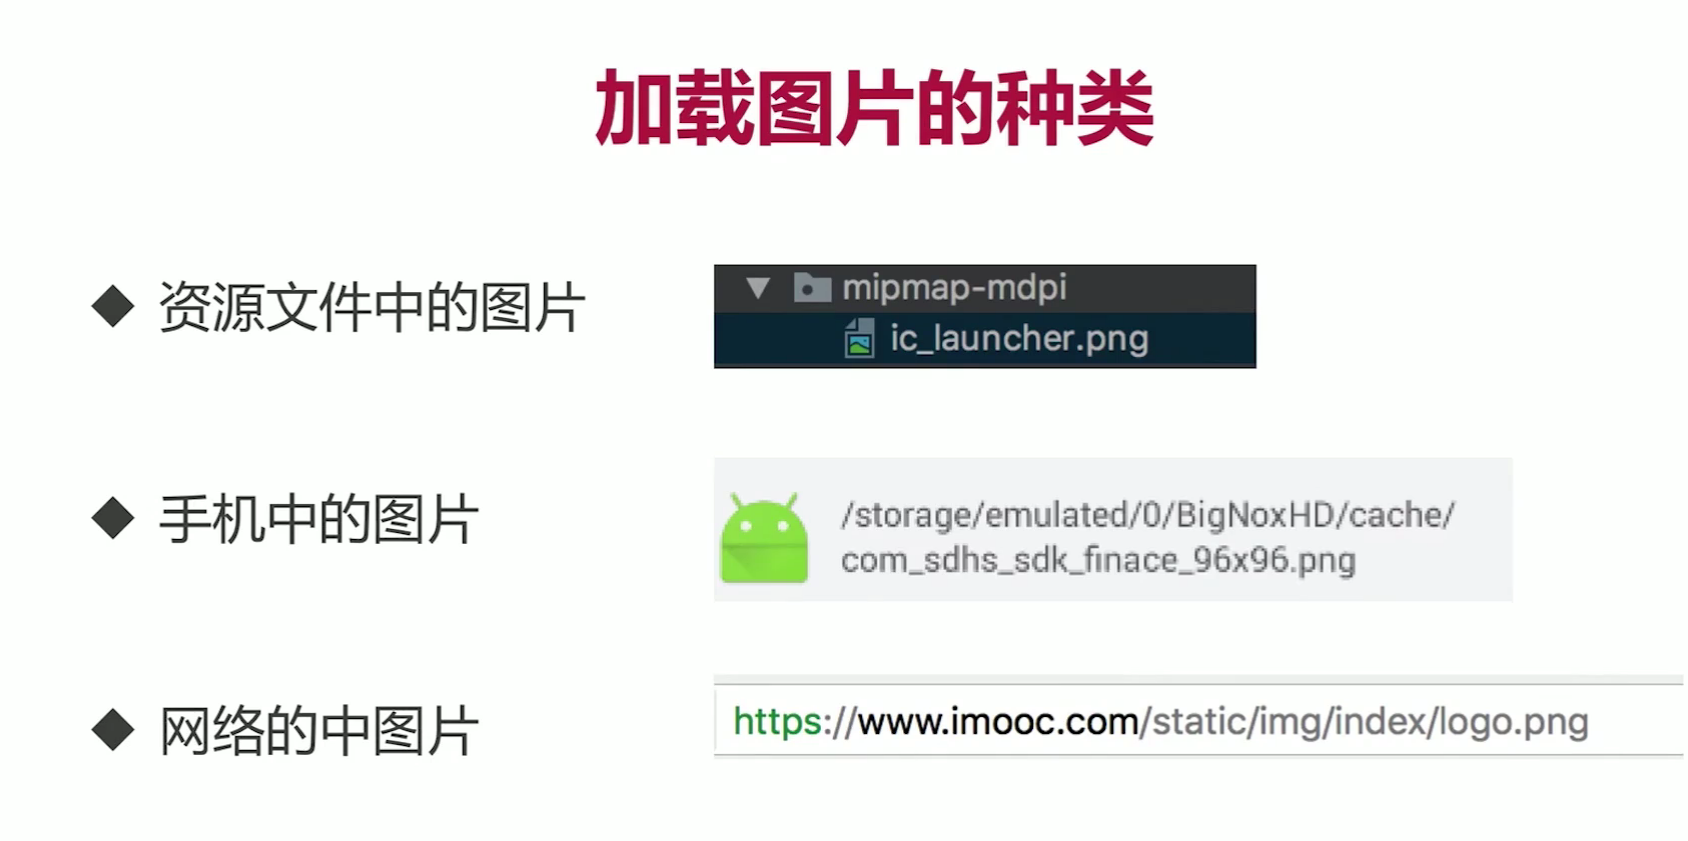 加载图片的种类
资源文件中的图片
mipmap-mdpi
ic_launcher.png
手机中的图片
/storage/emulated/0/BigNoxHD/cache/
com_sdhs_sdk_finace_96x96.png
网络的中图片
https://www.imooc.com/static/img/index/logo.png